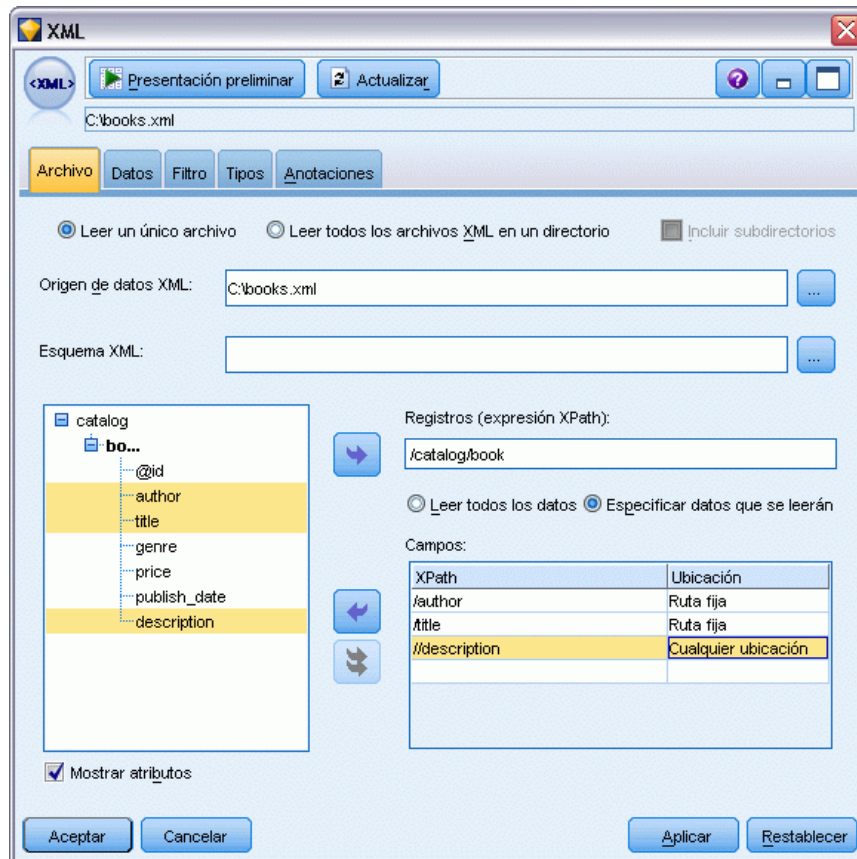 XML
<XML>
Presentación preliminar
Actualizar
?
C:\books.xml
Archivo
Datos
Filtro
Tipos
Anotaciones
Leer un único archivo
Leer todos los archivos XML en un directorio
Incluir subdirectorios
Origen de datos XML:
C:\books.xml
...
Esquema XML:
...
catalog
bo...
@id
author
title
genre
price
publish_date
description
Registros (expresión XPath):
/catalog/book
Leer todos los datos
Especificar datos que se leerán
Campos:
XPath Ubicación
/author Ruta fija
/title Ruta fija
//description Cualquier ubicación
Mostrar atributos
Aceptar
Cancelar
Aplicar
Restablecer